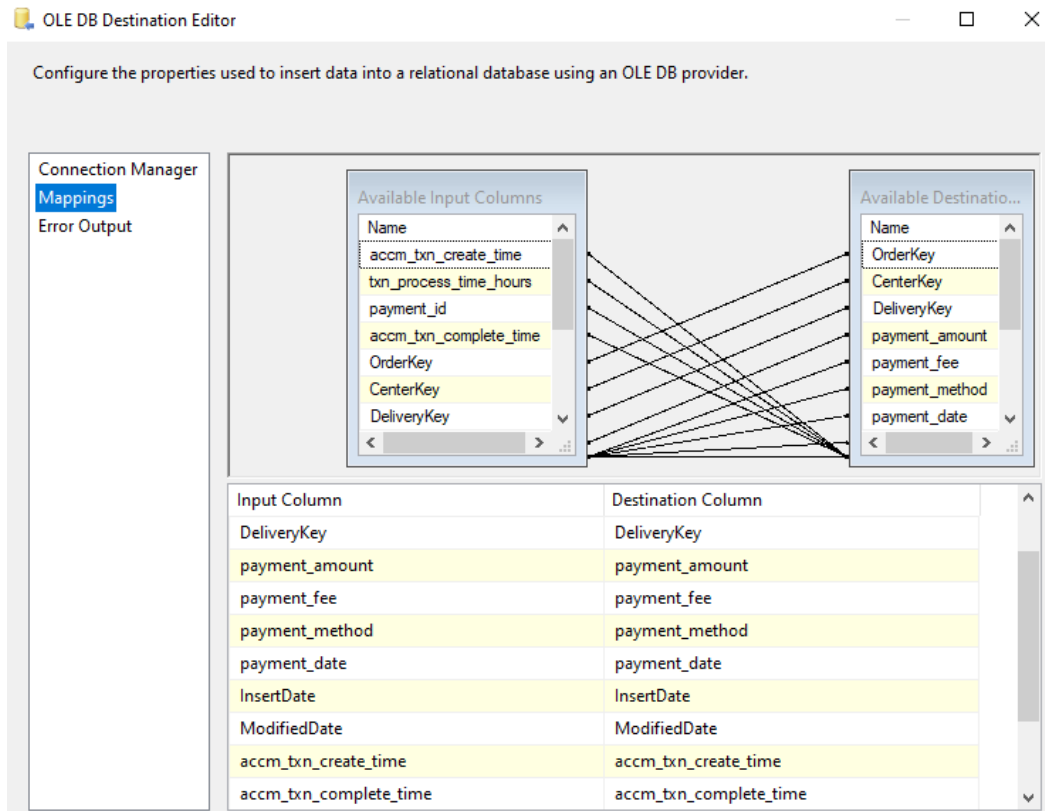 OLE DB Destination Editor
Configure the properties used to insert data into a relational database using an OLE DB provider.
Connection Manager
Mappings
Error Output
Available Input Columns
Name
accm_txn_create_time
txn_process_time_hours
payment_id
accm_txn_complete_time
OrderKey
CenterKey
DeliveryKey
Available Destinatio...
Name
OrderKey
CenterKey
DeliveryKey
payment_amount
payment_fee
payment_method
payment_date
Input Column Destination Column
DeliveryKey DeliveryKey
payment_amount payment_amount
payment_fee payment_fee
payment_method payment_method
payment_date payment_date
InsertDate InsertDate
ModifiedDate ModifiedDate
accm_txn_create_time accm_txn_create_time
accm_txn_complete_time accm_txn_complete_time